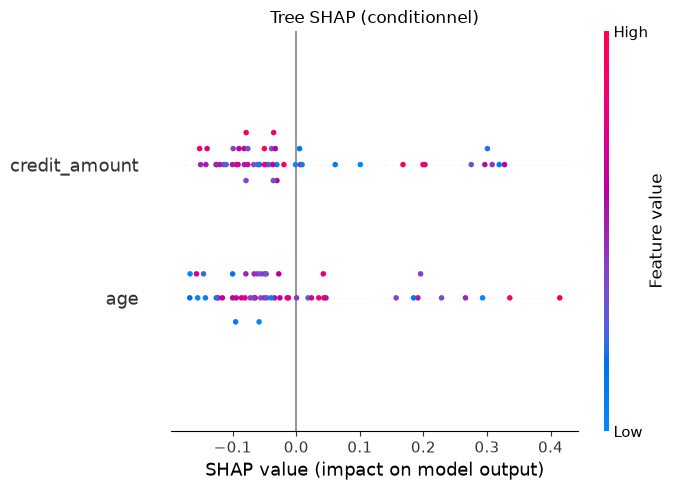 Tree SHAP (conditionnel)
High
credit_amount
age
Feature value
Low
−0.1 0.0 0.1 0.2 0.3 0.4
SHAP value (impact on model output)